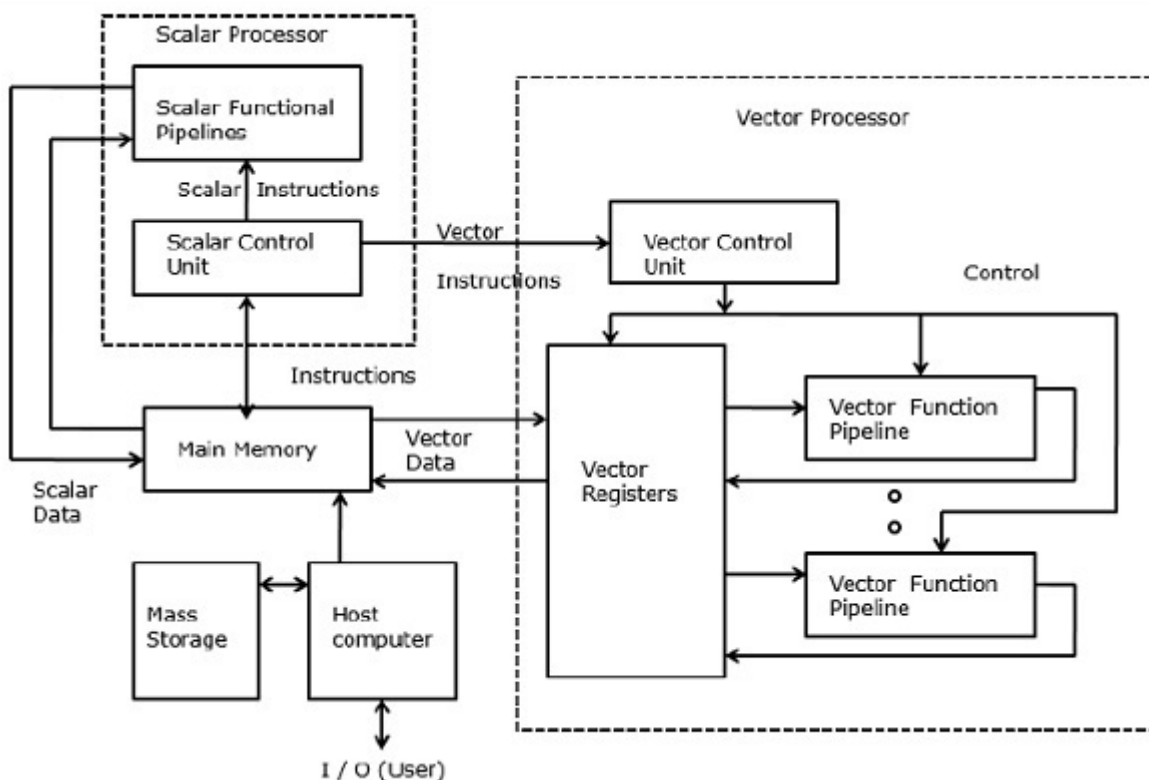 Scalar Processor
Scalar Functional
Pipelines
Scalar Instructions
Scalar Control
Unit
Vector
Instructions
Vector Processor
Vector Control
Unit
Control
Instructions
Main Memory
Vector
Data
Scalar
Data
Vector
Registers
Vector Function
Pipeline
Vector Function
Pipeline
Mass
Storage
Host
computer
I / O (User)